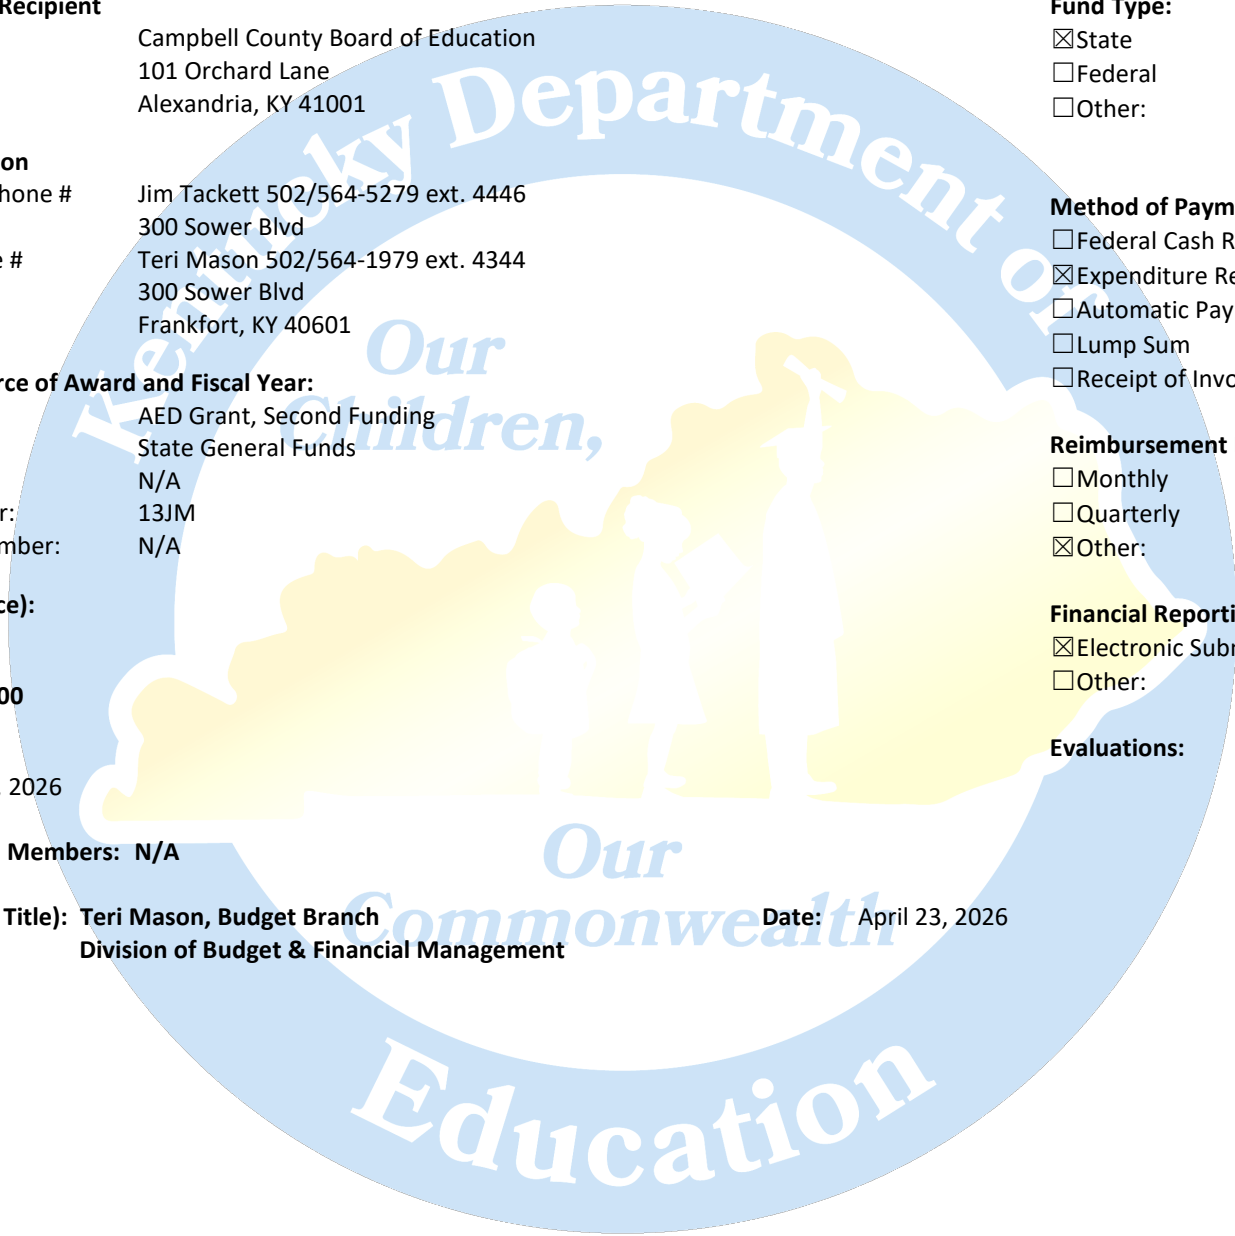 Recipient
Campbell County Board of Education
101 Orchard Lane
Alexandria, KY 41001
on
hone # Jim Tackett 502/564-5279 ext. 4446
300 Sower Blvd
e # Teri Mason 502/564-1979 ext. 4344
300 Sower Blvd
Frankfort, KY 40601
rce of Award and Fiscal Year:
AED Grant, Second Funding
State General Funds
N/A
r: 13JM
mber: N/A
ce):
00
, 2026
Members: N/A
Title): Teri Mason, Budget Branch Date: April 23, 2026
Division of Budget & Financial Management
Fund Type:
☒State
☐Federal
☐Other:
Method of Paym
☐Federal Cash R
☒Expenditure Re
☐Automatic Pay
☐Lump Sum
☐Receipt of Invo
Reimbursement
☐Monthly
☐Quarterly
☒Other:
Financial Reporti
☒Electronic Subm
☐Other:
Evaluations:
Kentucky Department of
Education
Our
Children,
Our
Commonwealth